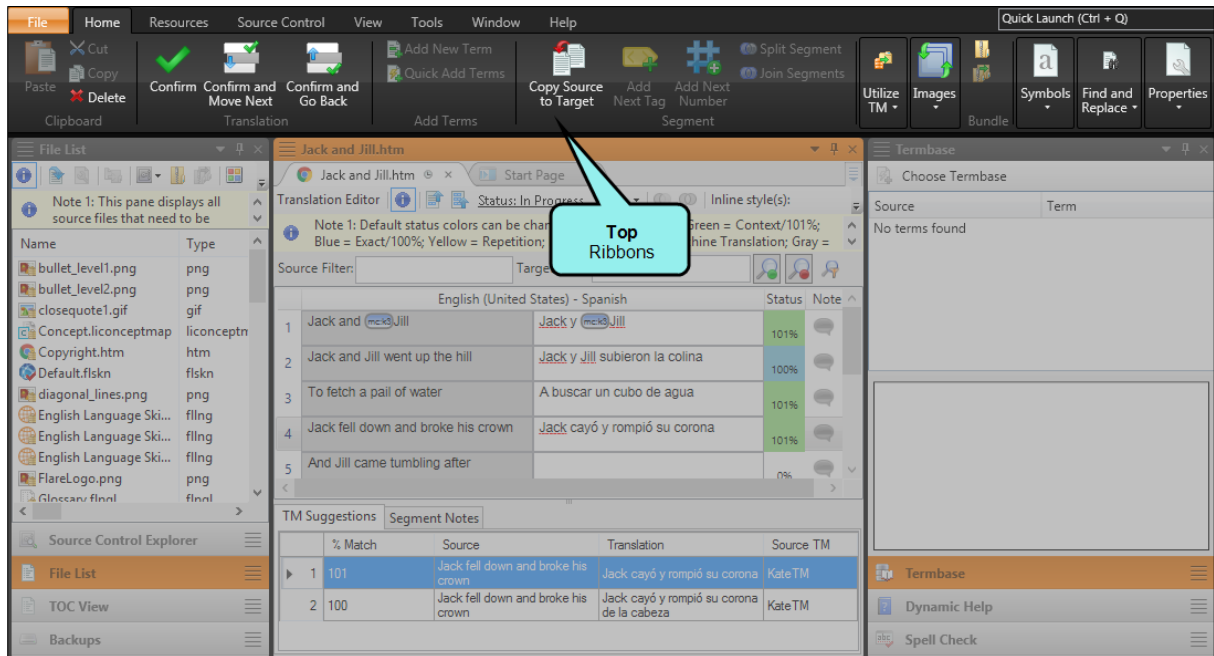 File Home Resources Source Control View Tools Window Help Quick Launch (Ctrl + Q)
Paste
Cut
Copy
Delete
Clipboard
Confirm
Confirm and
Move Next
Confirm and
Go Back
Translation
Add New Term
Quick Add Terms
Add Terms
Copy Source
to Target
Add
Next Tag
Add Next
Number
Split Segment
Join Segments
Segment
Utilize
TM
Images
Bundle
Symbols
Find and
Replace
Properties
File List
Note 1: This pane displays all
source files that need to be
Name Type
bullet_level1.png png
bullet_level2.png png
closequote1.gif gif
Concept.liconceptmap liconceptn
Copyright.htm htm
Default.flskn flskn
diagonal_lines.png png
English Language Ski... fllng
English Language Ski... fllng
English Language Ski... fllng
FlareLogo.png png
Glossary.flngl flngl
Source Control Explorer
File List
TOC View
Backups
Jack and Jill.htm
Jack and Jill.htm Start Page
Translation Editor Status: In Progress Inline style(s):
Note 1: Default status colors can be Green = Context/101%;
Blue = Exact/100%; Yellow = Repetition; Translation; Gray =
Top
Ribbons
Source Filter:
English (United States) - Spanish Status Note
1 Jack and mc:k3 Jill Jack y mc:k3 Jill 101%
2 Jack and Jill went up the hill Jack y Jill subieron la colina 100%
3 To fetch a pail of water A buscar un cubo de agua 101%
4 Jack fell down and broke his crown Jack cayó y rompió su corona 101%
5 And Jill came tumbling after 0%
TM Suggestions Segment Notes
% Match Source Translation Source TM
1 101 Jack fell down and broke his crown Jack cayó y rompió su corona KateTM
2 100 Jack fell down and broke his crown Jack cayó y rompió su corona de la cabeza KateTM
Termbase
Choose Termbase
Source Term
No terms found
Termbase
Dynamic Help
Spell Check